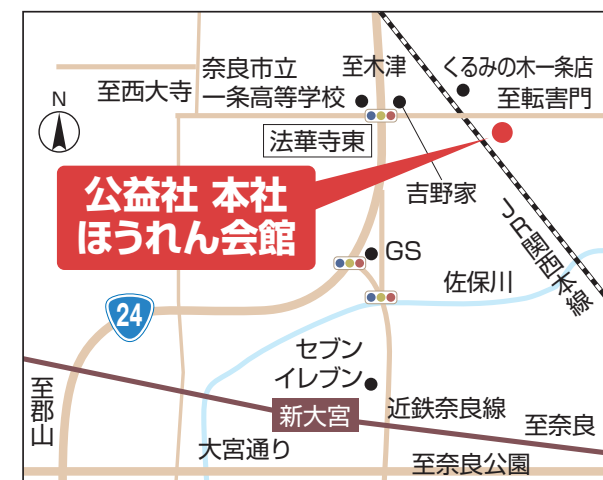 奈良市立
一条高等学校
至木津
くるみの木一条店
至西大寺
至転害門
N
法華寺東
吉野家
公益社 本社
ほうれん会館
JR関西本線
GS
佐保川
24
セブン
イレブン
至郡山
新大宮
近鉄奈良線
至奈良
大宮通り
至奈良公園